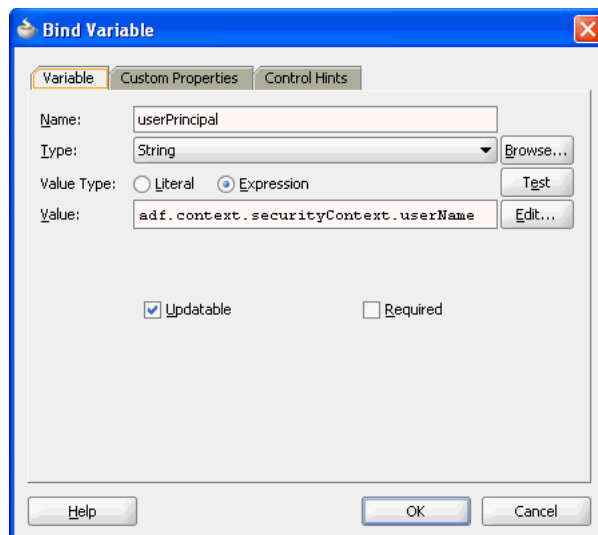 Bind Variable
Variable Custom Properties Control Hints
Name: userPrincipal
Type: String Browse...
Value Type: Literal Expression Test
Value: adf.context.securityContext.userName Edit...
Updatable Required
Help OK Cancel